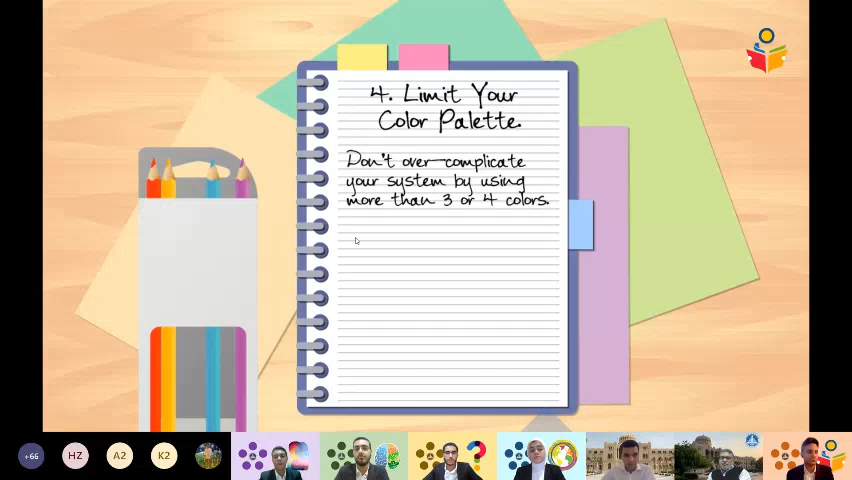 4. Limit Your
Color Palette.
Don't over-complicate
your system by using
more than 3 or 4 colors.
+66
HZ
A2
K2